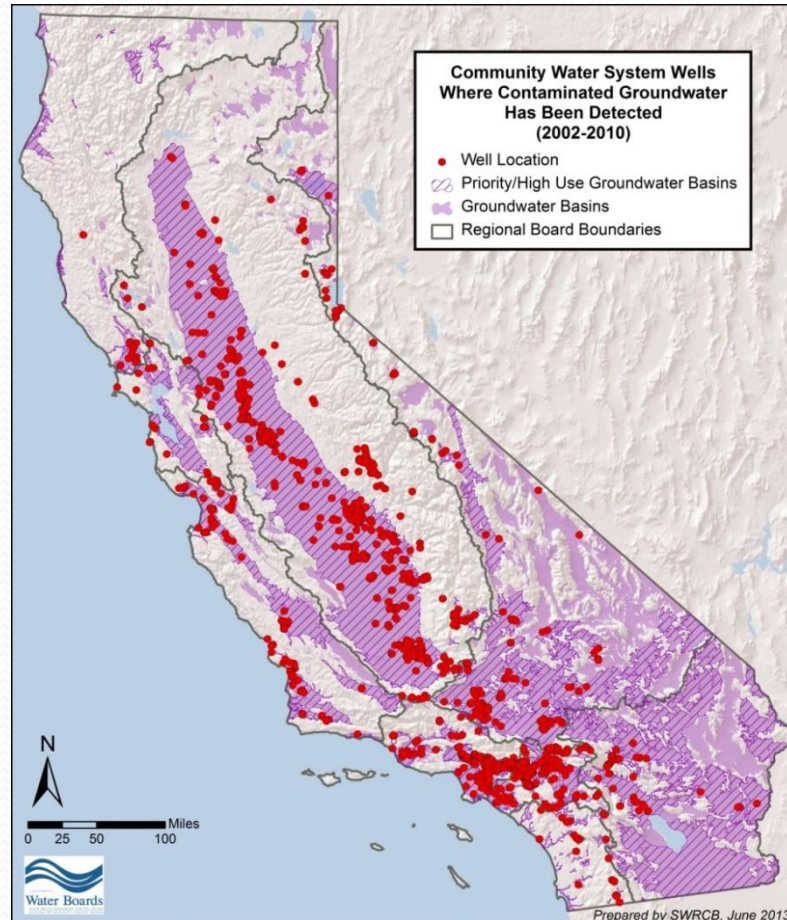 Community Water System Wells
Where Contaminated Groundwater
Has Been Detected
(2002-2010)
Well Location
Priority/High Use Groundwater Basins
Groundwater Basins
Regional Board Boundaries
N
Miles
0 25 50 100
Water Boards
Prepared by SWRCB, June 2013